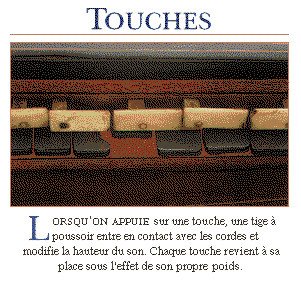 TOUCHES
LORSQU'ON APPUIE sur une touche, une tige à
poussoir entre en contact avec les cordes et
modifie la hauteur du son. Chaque touche revient à sa
place sous l'effet de son propre poids.